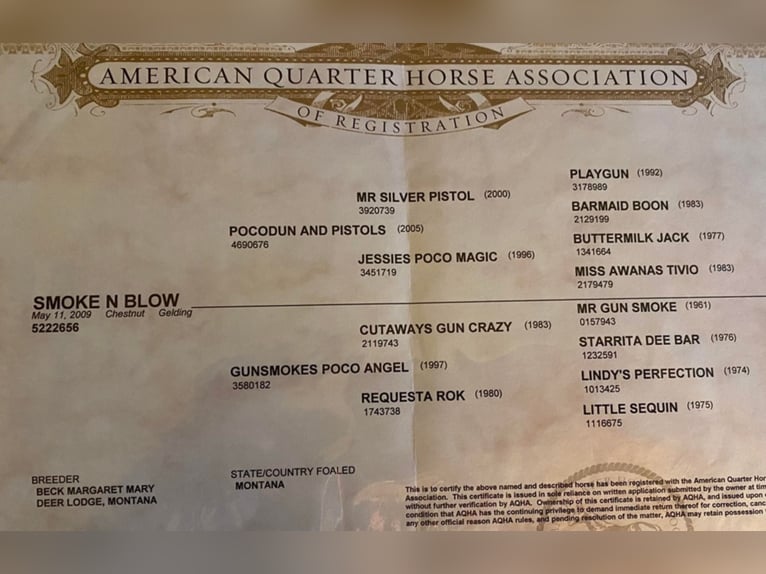 AMERICAN QUARTER HORSE ASSOCIATION
OF REGISTRATION
PLAYGUN (1992)
3178989
MR SILVER PISTOL (2000)
3920739
BARMAID BOON (1983)
2129199
POCODUN AND PISTOLS (2005)
4690676
BUTTERMILK JACK (1977)
1341664
JESSIES POCO MAGIC (1996)
3451719
MISS AWANAS TIVIO (1983)
2179479
SMOKE N BLOW
May 11, 2009 Chestnut Gelding
5222656
MR GUN SMOKE (1961)
0157943
CUTAWAYS GUN CRAZY (1983)
2119743
STARRITA DEE BAR (1976)
1232591
GUNSMOKES POCO ANGEL (1997)
3580182
LINDY'S PERFECTION (1974)
1013425
REQUESTA ROK (1980)
1743738
LITTLE SEQUIN (1975)
1116675
BREEDER
BECK MARGARET MARY
DEER LODGE, MONTANA
STATE/COUNTRY FOALED
MONTANA
This is to certify the above named and described horse has been registered with the American Quarter Hor
Association. This certificate is issued in sole reliance on written application submitted by the owner at tim
without further verification by AQHA. Ownership of this certificate is retained by AQHA, and issued upon
condition that AQHA has the continuing privilege to demand immediate return thereof for correction, canc
any other official reason AQHA rules, and pending resolution of the matter, AQHA may retain possession